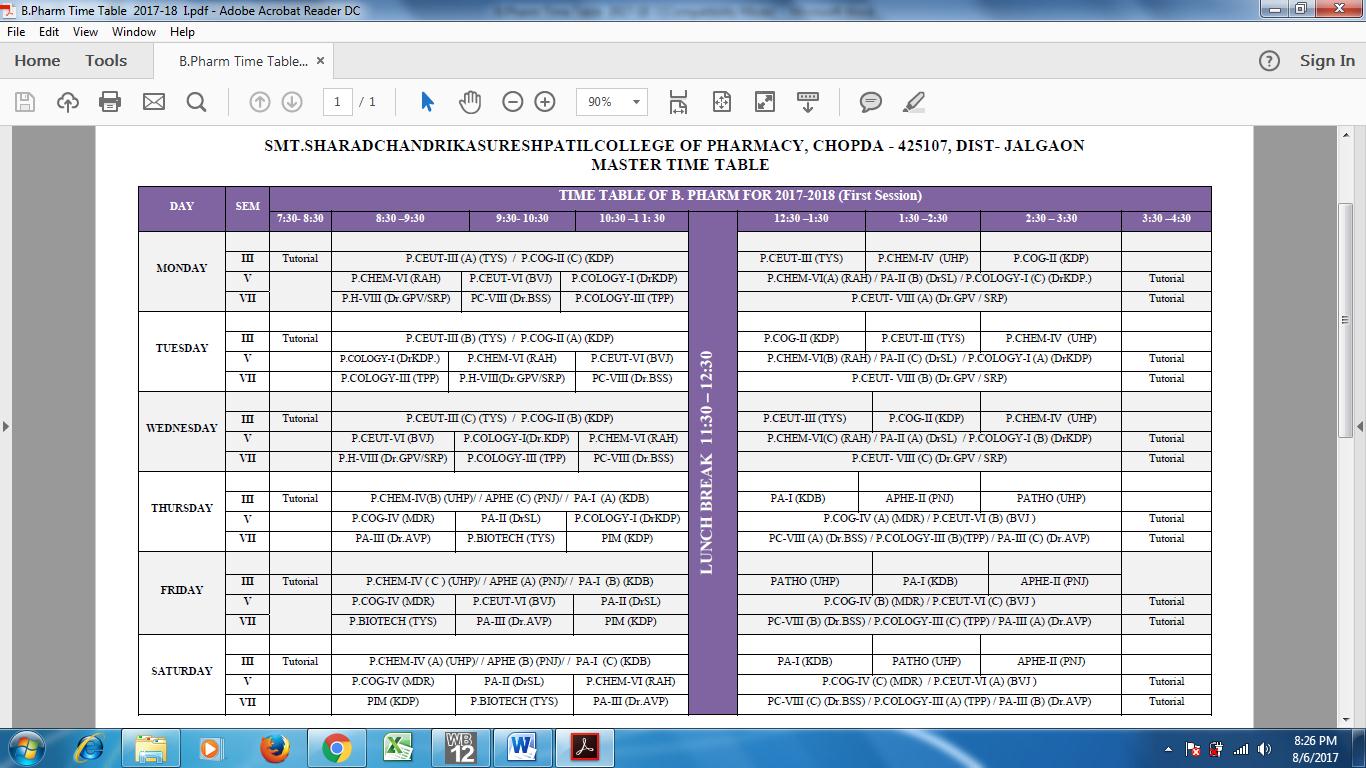 B.Pharm Time Table 2017-18 I.pdf - Adobe Acrobat Reader DC
File Edit View Window Help
Home Tools B.Pharm Time Table... × Sign In
1 / 1 90%
SMT.SHARADCHANDRIKASURESHPATILCOLLEGE OF PHARMACY, CHOPDA - 425107, DIST- JALGAON
MASTER TIME TABLE
DAY SEM TIME TABLE OF B. PHARM FOR 2017-2018 (First Session)
7:30- 8:30 8:30 –9:30 9:30- 10:30 10:30 –1 1: 30 12:30 –1:30 1:30 –2:30 2:30 – 3:30 3:30 –4:30
LUNCH BREAK 11:30 – 12:30
MONDAY
III Tutorial P.CEUT-III (A) (TYS) / P.COG-II (C) (KDP) P.CEUT-III (TYS) P.CHEM-IV (UHP) P.COG-II (KDP)
V P.CHEM-VI (RAH) P.CEUT-VI (BVJ) P.COLOGY-I (DrKDP) P.CHEM-VI(A) (RAH) / PA-II (B) (DrSL) / P.COLOGY-I (C) (DrKDP.) Tutorial
VII P.H-VIII (Dr.GPV/SRP) PC-VIII (Dr.BSS) P.COLOGY-III (TPP) P.CEUT- VIII (A) (Dr.GPV / SRP) Tutorial
TUESDAY
III Tutorial P.CEUT-III (B) (TYS) / P.COG-II (A) (KDP) P.COG-II (KDP) P.CEUT-III (TYS) P.CHEM-IV (UHP)
V P.COLOGY-I (DrKDP.) P.CHEM-VI (RAH) P.CEUT-VI (BVJ) P.CHEM-VI(B) (RAH) / PA-II (C) (DrSL) / P.COLOGY-I (A) (DrKDP) Tutorial
VII P.COLOGY-III (TPP) P.H-VIII(Dr.GPV/SRP) PC-VIII (Dr.BSS) P.CEUT- VIII (B) (Dr.GPV / SRP) Tutorial
WEDNESDAY
III Tutorial P.CEUT-III (C) (TYS) / P.COG-II (B) (KDP) P.CEUT-III (TYS) P.COG-II (KDP) P.CHEM-IV (UHP)
V P.CEUT-VI (BVJ) P.COLOGY-I(Dr.KDP) P.CHEM-VI (RAH) P.CHEM-VI(C) (RAH) / PA-II (A) (DrSL) / P.COLOGY-I (B) (DrKDP) Tutorial
VII P.H-VIII (Dr.GPV/SRP) P.COLOGY-III (TPP) PC-VIII (Dr.BSS) P.CEUT- VIII (C) (Dr.GPV / SRP) Tutorial
THURSDAY
III Tutorial P.CHEM-IV(B) (UHP)/ / APHE (C) (PNJ)/ / PA-I (A) (KDB) PA-I (KDB) APHE-II (PNJ) PATHO (UHP)
V P.COG-IV (MDR) PA-II (DrSL) P.COLOGY-I (DrKDP) P.COG-IV (A) (MDR) / P.CEUT-VI (B) (BVJ ) Tutorial
VII PA-III (Dr.AVP) P.BIOTECH (TYS) PIM (KDP) PC-VIII (A) (Dr.BSS) / P.COLOGY-III (B)(TPP) / PA-III (C) (Dr.AVP) Tutorial
FRIDAY
III Tutorial P.CHEM-IV ( C ) (UHP)/ / APHE (A) (PNJ)/ / PA-I (B) (KDB) PATHO (UHP) PA-I (KDB) APHE-II (PNJ)
V P.COG-IV (MDR) P.CEUT-VI (BVJ) PA-II (DrSL) P.COG-IV (B) (MDR) / P.CEUT-VI (C) (BVJ ) Tutorial
VII P.BIOTECH (TYS) PA-III (Dr.AVP) PIM (KDP) PC-VIII (B) (Dr.BSS) / P.COLOGY-III (C) (TPP) / PA-III (A) (Dr.AVP) Tutorial
SATURDAY
III Tutorial P.CHEM-IV (A) (UHP)/ / APHE (B) (PNJ)/ / PA-I (C) (KDB) PA-I (KDB) PATHO (UHP) APHE-II (PNJ)
V P.COG-IV (MDR) PA-II (DrSL) P.CHEM-VI (RAH) P.COG-IV (C) (MDR) / P.CEUT-VI (A) (BVJ ) Tutorial
VII PIM (KDP) P.BIOTECH (TYS) PA-III (Dr.AVP) PC-VIII (C) (Dr.BSS) / P.COLOGY-III (A) (TPP) / PA-III (B) (Dr.AVP) Tutorial
WB 12
8:26 PM
8/6/2017